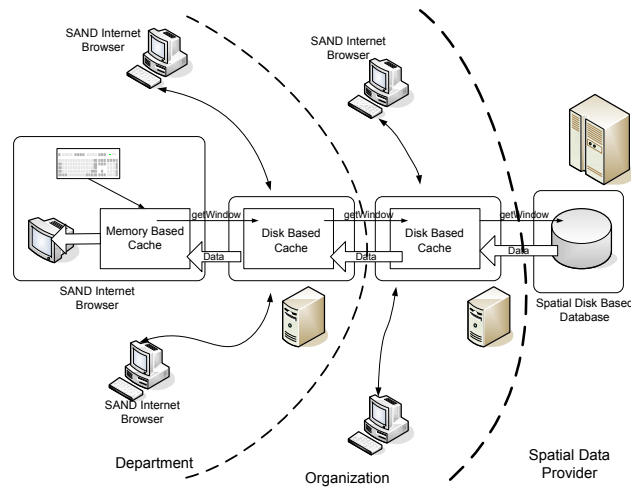 SAND Internet
Browser
SAND Internet
Browser
getWindow
getWindow
getWindow
Memory Based
Cache
Disk Based
Cache
Disk Based
Cache
Data
Data
Data
SAND Internet
Browser
Spatial Disk Based
Database
SAND Internet
Browser
Department
Organization
Spatial Data
Provider